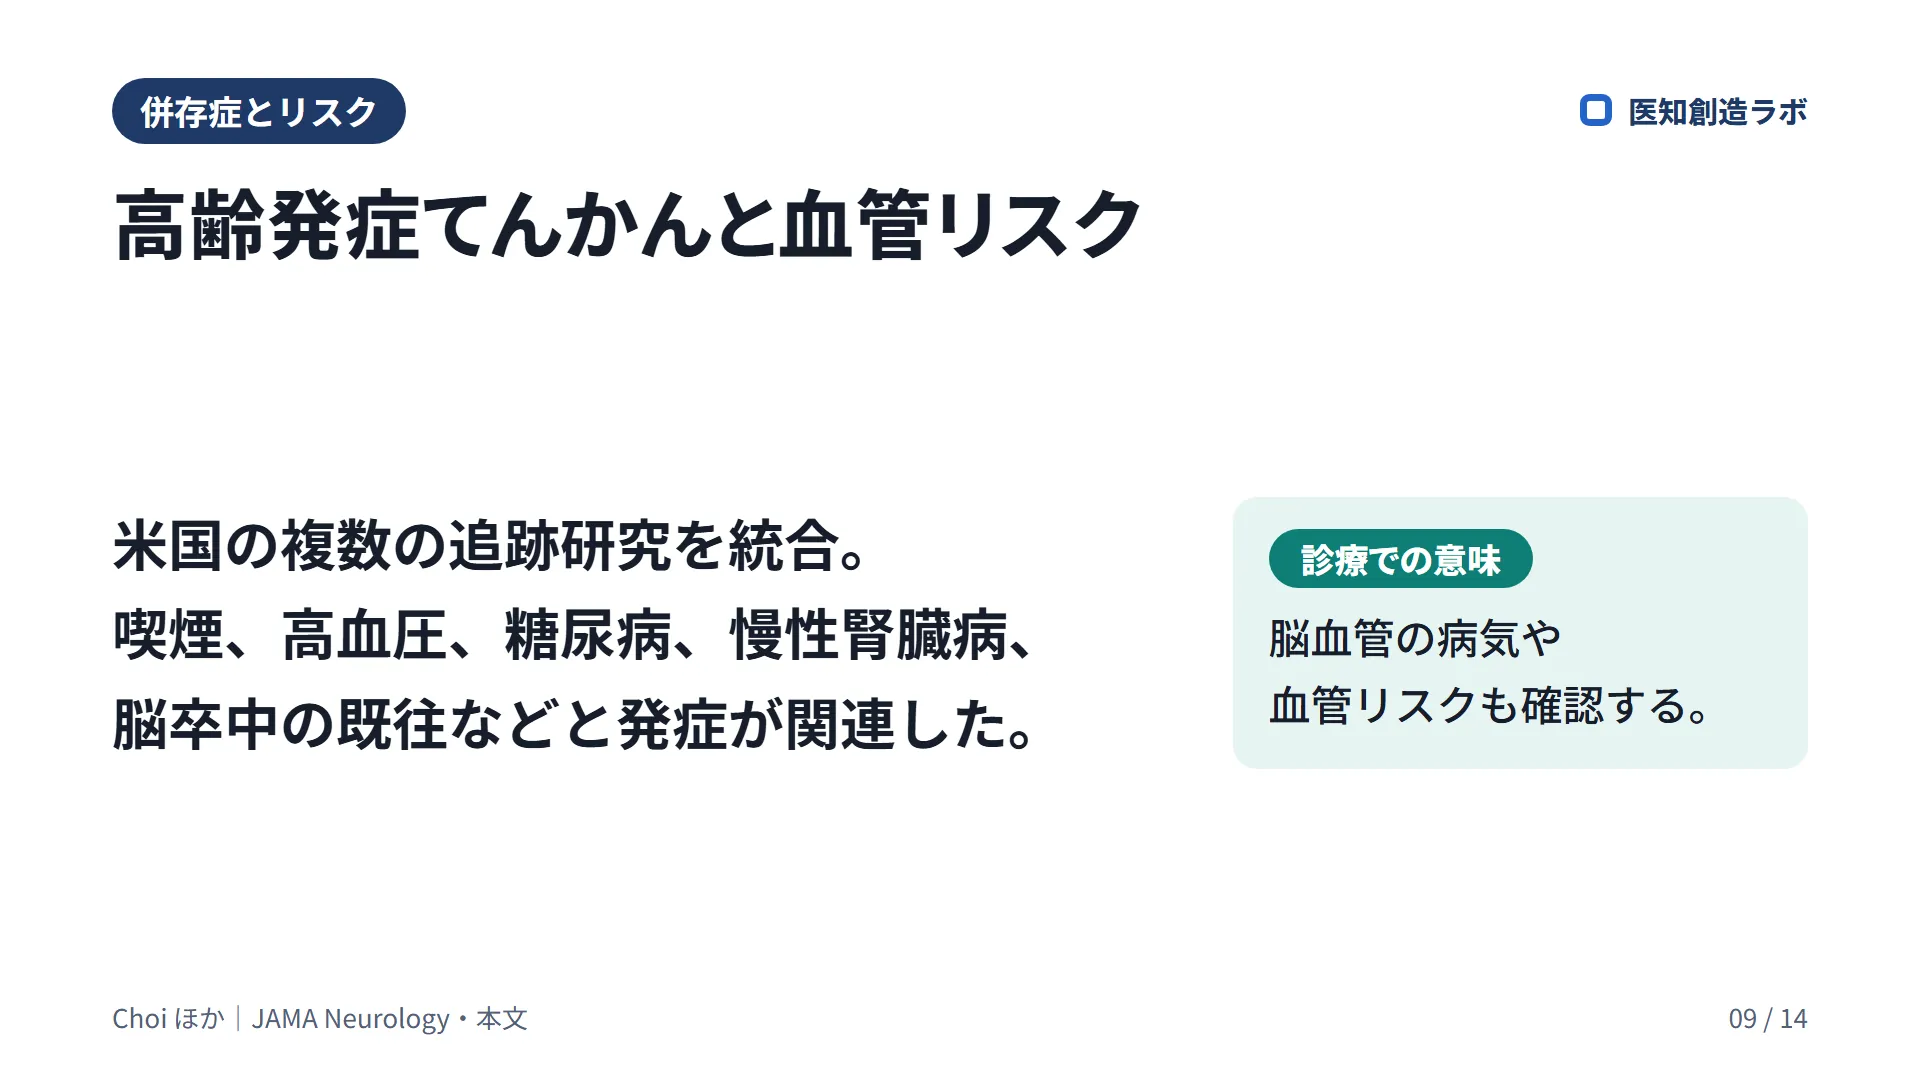 併存症とリスク
医知創造ラボ
高齢発症てんかんと血管リスク
米国の複数の追跡研究を統合。
喫煙、高血圧、糖尿病、慢性腎臓病、
脳卒中の既往などと発症が関連した。
診療での意味
脳血管の病気や
血管リスクも確認する。
Choi ほか｜JAMA Neurology・本文
09 / 14